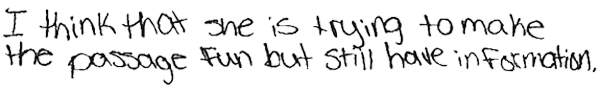 I think that she is trying to make
the passage fun but still have information.